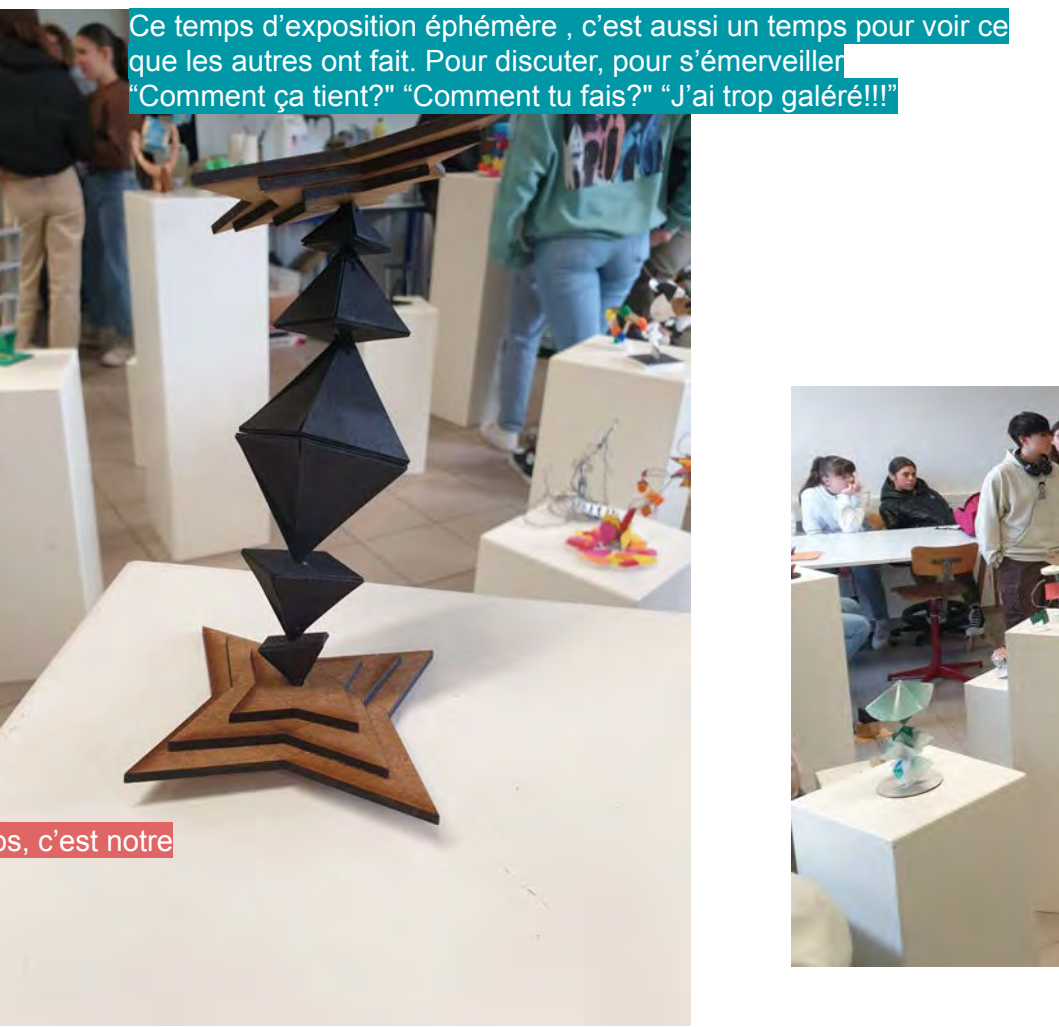 Ce temps d’exposition éphémère , c’est aussi un temps pour voir ce
que les autres ont fait. Pour discuter, pour s’émerveiller
“Comment ça tient?" “Comment tu fais?" “J’ai trop galéré!!!”
c’est notre